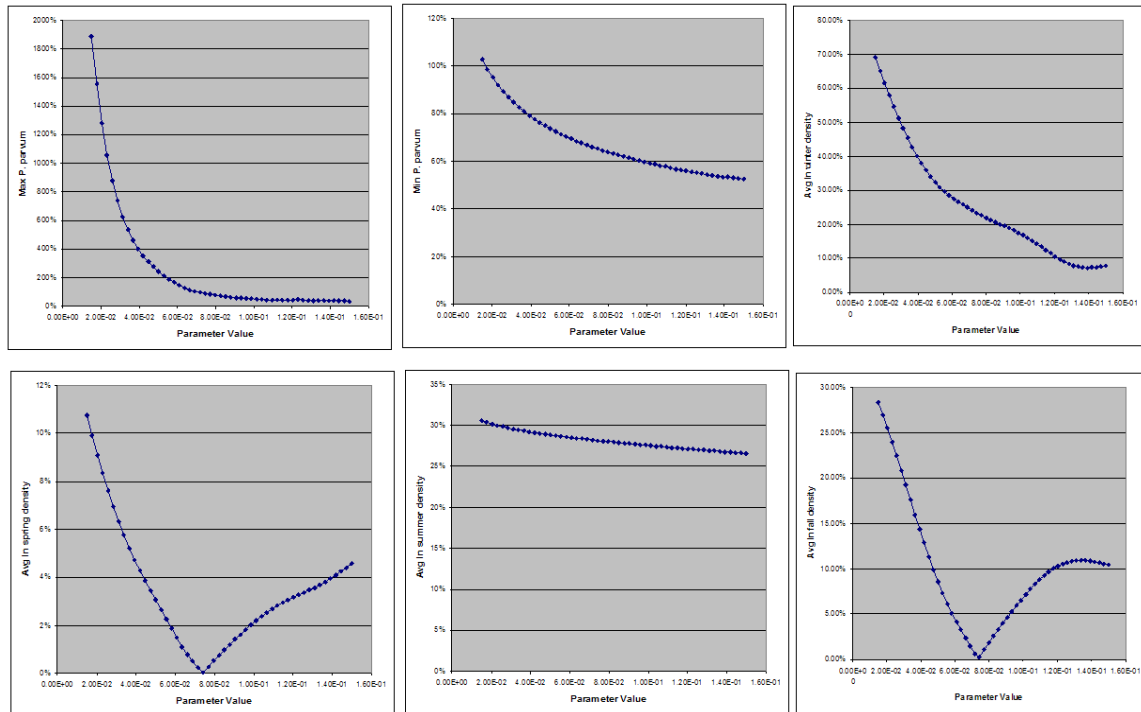 2000%
1800%
1600%
1400%
1200%
1000%
800%
600%
400%
200%
0%
0.00E+00 2.00E-02 4.00E-02 6.00E-02 8.00E-02 1.00E-01 1.20E-01 1.40E-01 1.60E-01
Parameter Value
Max P. parvum
120%
100%
80%
60%
40%
20%
0%
0.00E+00 2.00E-02 4.00E-02 6.00E-02 8.00E-02 1.00E-01 1.20E-01 1.40E-01 1.60E-01
Parameter Value
Min P. parvum
80.00%
70.00%
60.00%
50.00%
40.00%
30.00%
20.00%
10.00%
0.00%
0.00E+0 2.00E-02 4.00E-02 6.00E-02 8.00E-02 1.00E-01 1.20E-01 1.40E-01 1.60E-01
0
Parameter Value
Avg ln winter density
12%
10%
8%
6%
4%
2%
0%
0.00E+00 2.00E-02 4.00E-02 6.00E-02 8.00E-02 1.00E-01 1.20E-01 1.40E-01 1.60E-01
Parameter Value
Avg ln spring density
35%
30%
25%
20%
15%
10%
5%
0%
0.00E+00 2.00E-02 4.00E-02 6.00E-02 8.00E-02 1.00E-01 1.20E-01 1.40E-01 1.60E-01
Parameter Value
Avg ln summer density
30.00%
25.00%
20.00%
15.00%
10.00%
5.00%
0.00%
0.00E+0 2.00E-02 4.00E-02 6.00E-02 8.00E-02 1.00E-01 1.20E-01 1.40E-01 1.60E-01
0
Parameter Value
Avg ln fall density